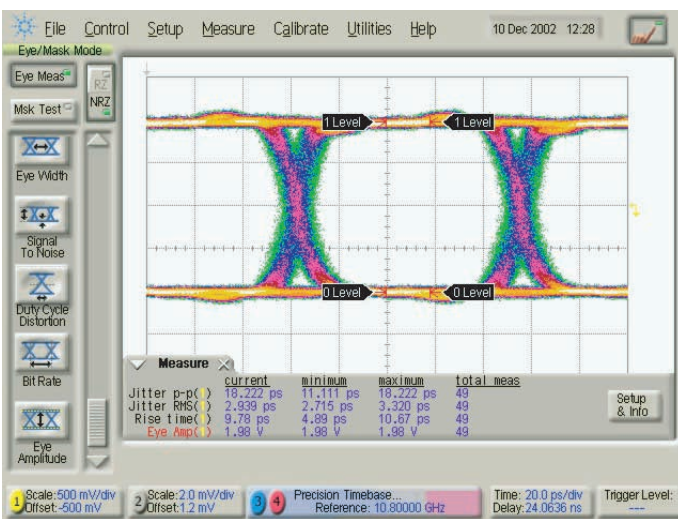 File Control Setup Measure Calibrate Utilities Help 10 Dec 2002 12:28
Eye/Mask Mode
Eye Meas
RZ
Msk Test
NRZ
Eye Width
Signal
To Noise
Duty Cycle
Distortion
Bit Rate
Eye
Amplitude
1 Level 1 Level
0 Level 0 Level
Measure
current minimum maximum total meas
Jitter p-p(1) 18.222 ps 11.111 ps 18.222 ps 49
Jitter RMS(1) 2.939 ps 2.715 ps 3.320 ps 49
Rise time(1) 9.78 ps 4.89 ps 10.67 ps 49
Eye Amp(1) 1.98 V 1.98 V 1.98 V 49
Setup
& Info
1 Scale:500 mV/div
Offset:-500 mV
2 Scale:2.0 mV/div
Offset:1.2 mV
3 4 Precision Timebase...
Reference: 10.80000 GHz
Time: 20.0 ps/div
Delay:24.0636 ns
Trigger Level:
---